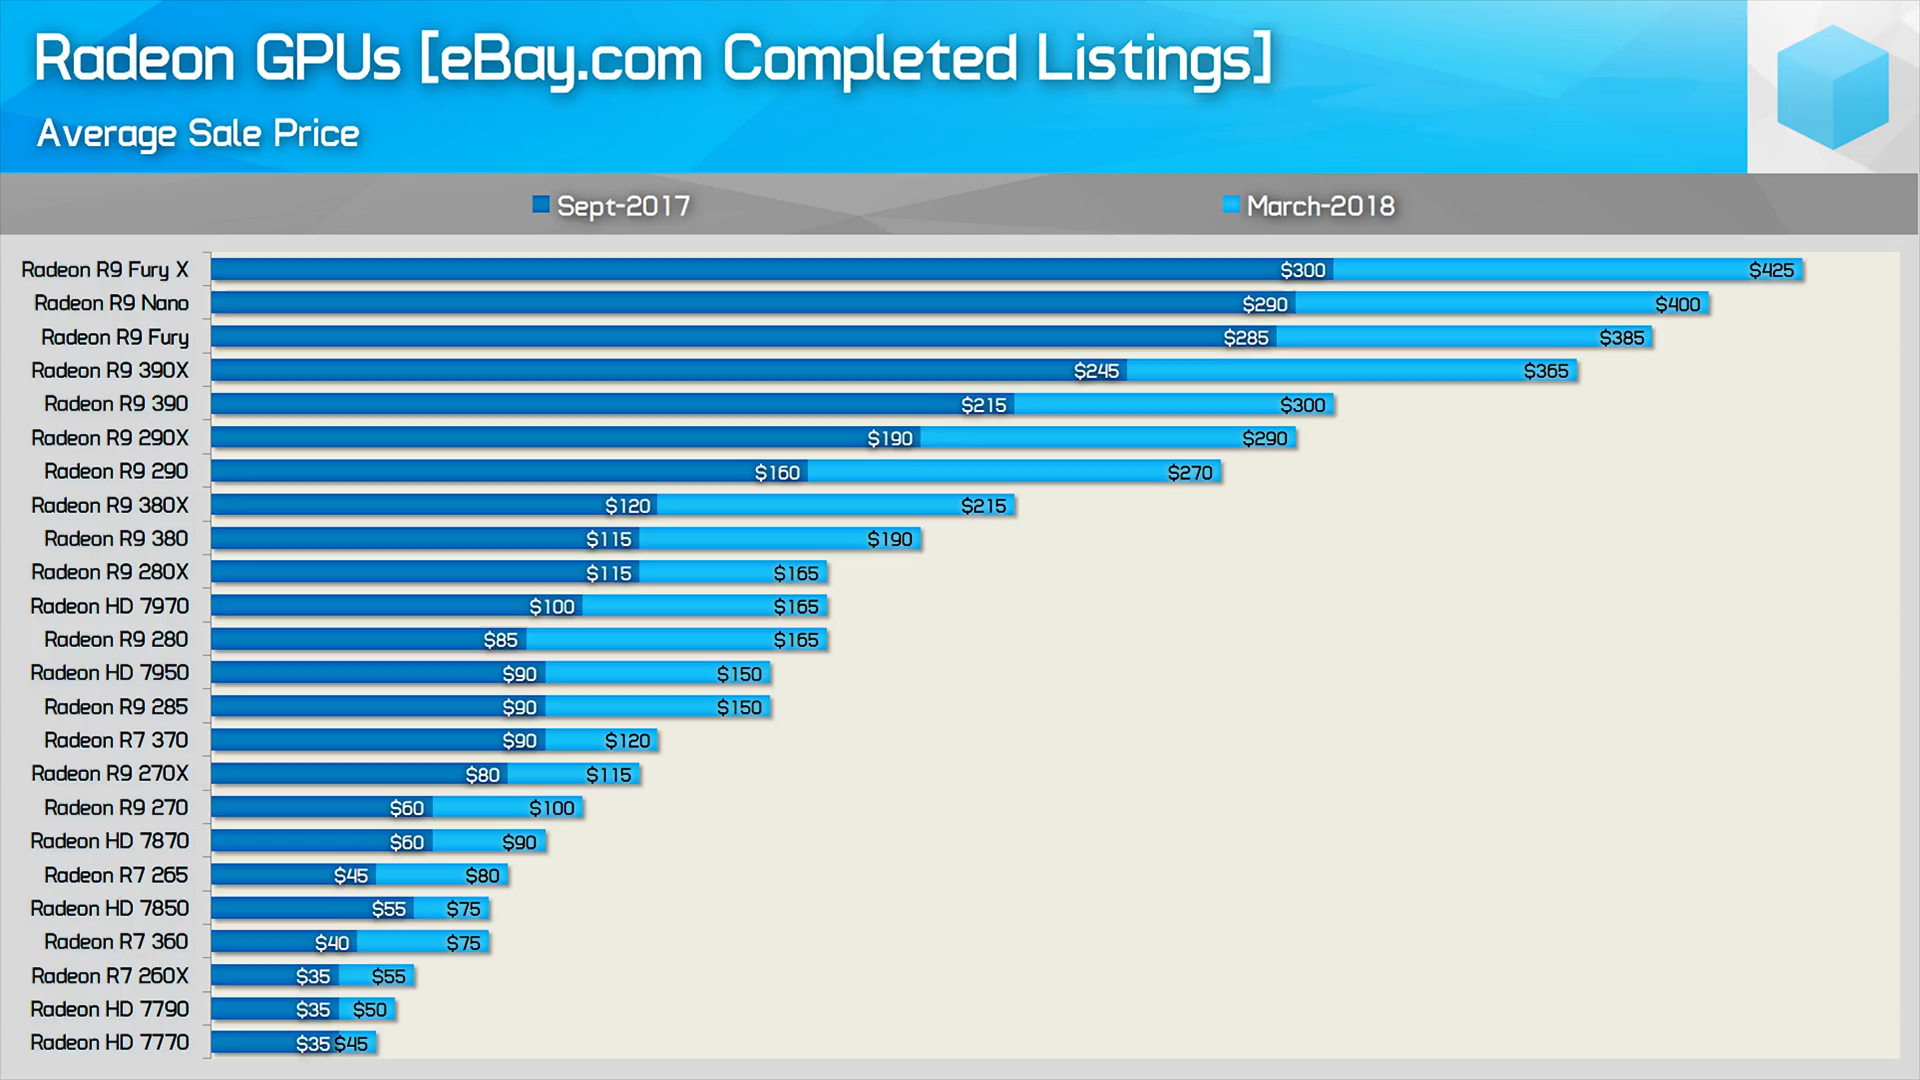 Radeon GPUs [eBay.com Completed Listings]
Average Sale Price
Sept-2017 March-2018
Radeon R9 Fury X $300 $425
Radeon R9 Nano $290 $400
Radeon R9 Fury $285 $385
Radeon R9 390X $245 $365
Radeon R9 390 $215 $300
Radeon R9 290X $190 $290
Radeon R9 290 $160 $270
Radeon R9 380X $120 $215
Radeon R9 380 $115 $190
Radeon R9 280X $115 $165
Radeon HD 7970 $100 $165
Radeon R9 280 $85 $165
Radeon HD 7950 $90 $150
Radeon R9 285 $90 $150
Radeon R7 370 $90 $120
Radeon R9 270X $80 $115
Radeon R9 270 $60 $100
Radeon HD 7870 $60 $90
Radeon R7 265 $45 $80
Radeon HD 7850 $55 $75
Radeon R7 360 $40 $75
Radeon R7 260X $35 $55
Radeon HD 7790 $35 $50
Radeon HD 7770 $35 $45